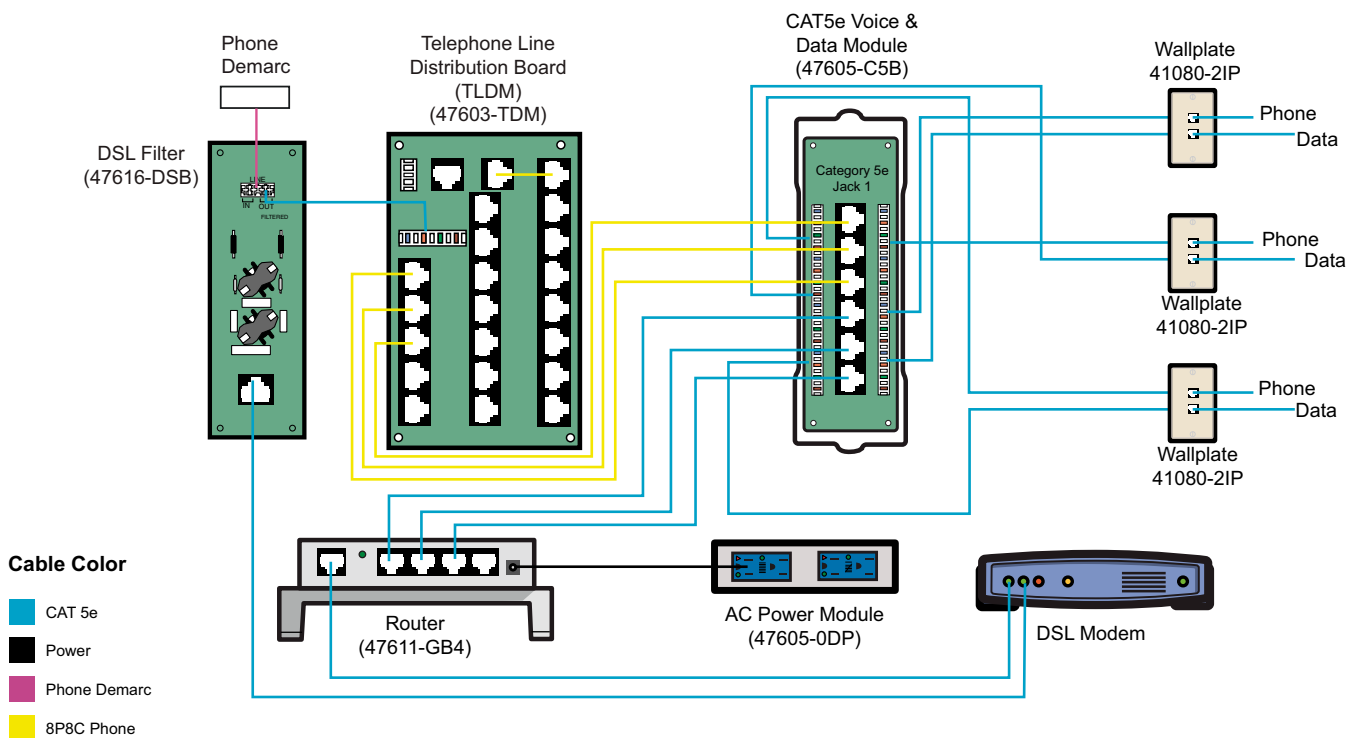 Phone
Demarc
Telephone Line
Distribution Board
(TLDM)
(47603-TDM)
CAT5e Voice &
Data Module
(47605-C5B)
Wallplate
41080-2IP
Phone
Data
DSL Filter
(47616-DSB)
LINE
IN
OUT
FILTERED
Category 5e
Jack 1
Phone
Data
Wallplate
41080-2IP
Phone
Data
Wallplate
41080-2IP
Cable Color
CAT 5e
Power
Phone Demarc
8P8C Phone
Router
(47611-GB4)
AC Power Module
(47605-0DP)
DSL Modem